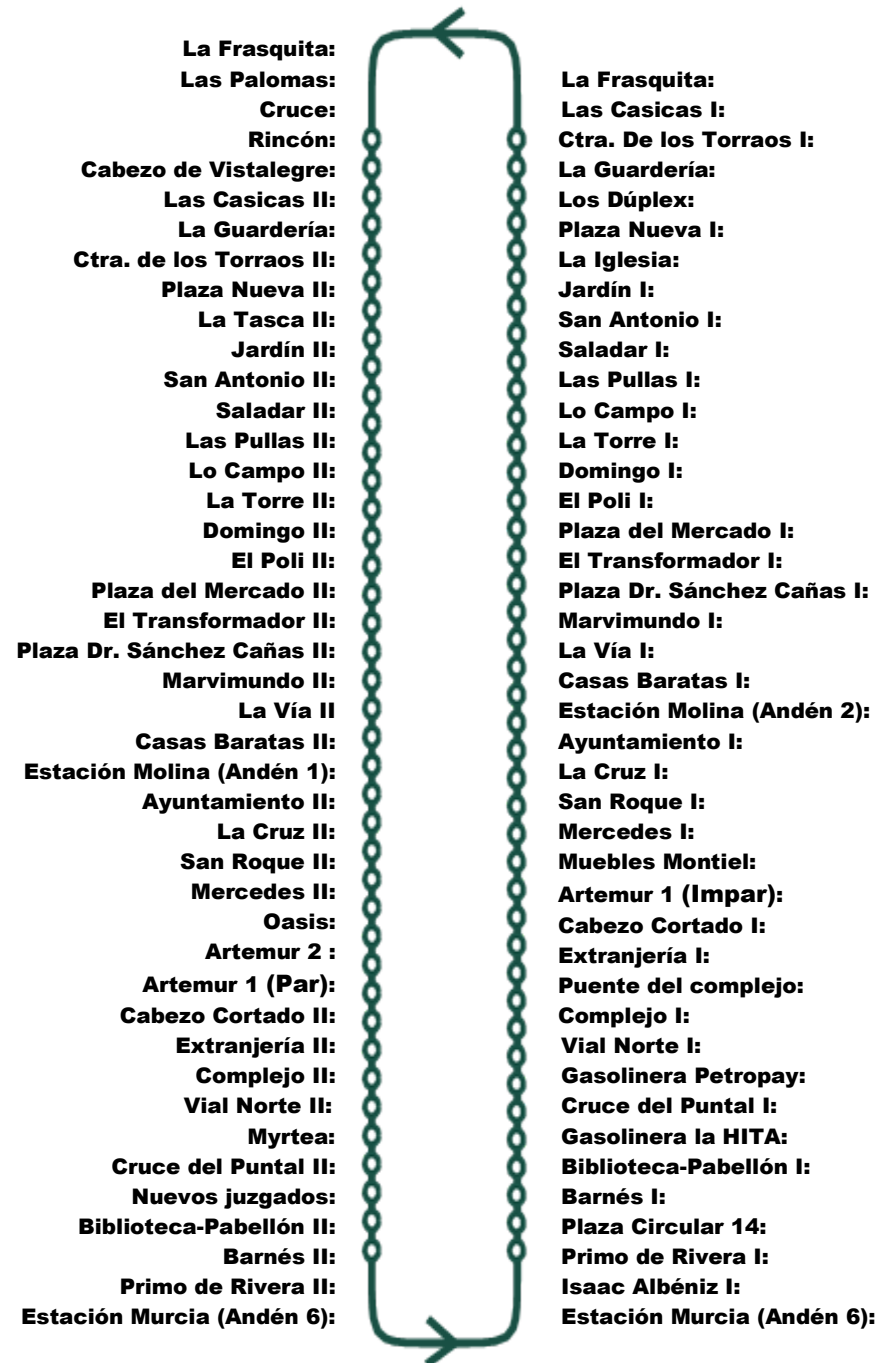 La Frasquita:
Las Palomas:
Cruce:
Rincón:
Cabezo de Vistalegre:
Las Casicas II:
La Guardería:
Ctra. de los Torraos II:
Plaza Nueva II:
La Tasca II:
Jardín II:
San Antonio II:
Saladar II:
Las Pullas II:
Lo Campo II:
La Torre II:
Domingo II:
El Poli II:
Plaza del Mercado II:
El Transformador II:
Plaza Dr. Sánchez Cañas II:
Marvimundo II:
La Vía II
Casas Baratas II:
Estación Molina (Andén 1):
Ayuntamiento II:
La Cruz II:
San Roque II:
Mercedes II:
Oasis:
Artemur 2 :
Artemur 1 (Par):
Cabezo Cortado II:
Extranjería II:
Complejo II:
Vial Norte II:
Myrtea:
Cruce del Puntal II:
Nuevos juzgados:
Biblioteca-Pabellón II:
Barnés II:
Primo de Rivera II:
Estación Murcia (Andén 6):
La Frasquita:
Las Casicas I:
Ctra. De los Torraos I:
La Guardería:
Los Dúplex:
Plaza Nueva I:
La Iglesia:
Jardín I:
San Antonio I:
Saladar I:
Las Pullas I:
Lo Campo I:
La Torre I:
Domingo I:
El Poli I:
Plaza del Mercado I:
El Transformador I:
Plaza Dr. Sánchez Cañas I:
Marvimundo I:
La Vía I:
Casas Baratas I:
Estación Molina (Andén 2):
Ayuntamiento I:
La Cruz I:
San Roque I:
Mercedes I:
Muebles Montiel:
Artemur 1 (Impar):
Cabezo Cortado I:
Extranjería I:
Puente del complejo:
Complejo I:
Vial Norte I:
Gasolinera Petropay:
Cruce del Puntal I:
Gasolinera la HITA:
Biblioteca-Pabellón I:
Barnés I:
Plaza Circular 14:
Primo de Rivera I:
Isaac Albéniz I:
Estación Murcia (Andén 6):